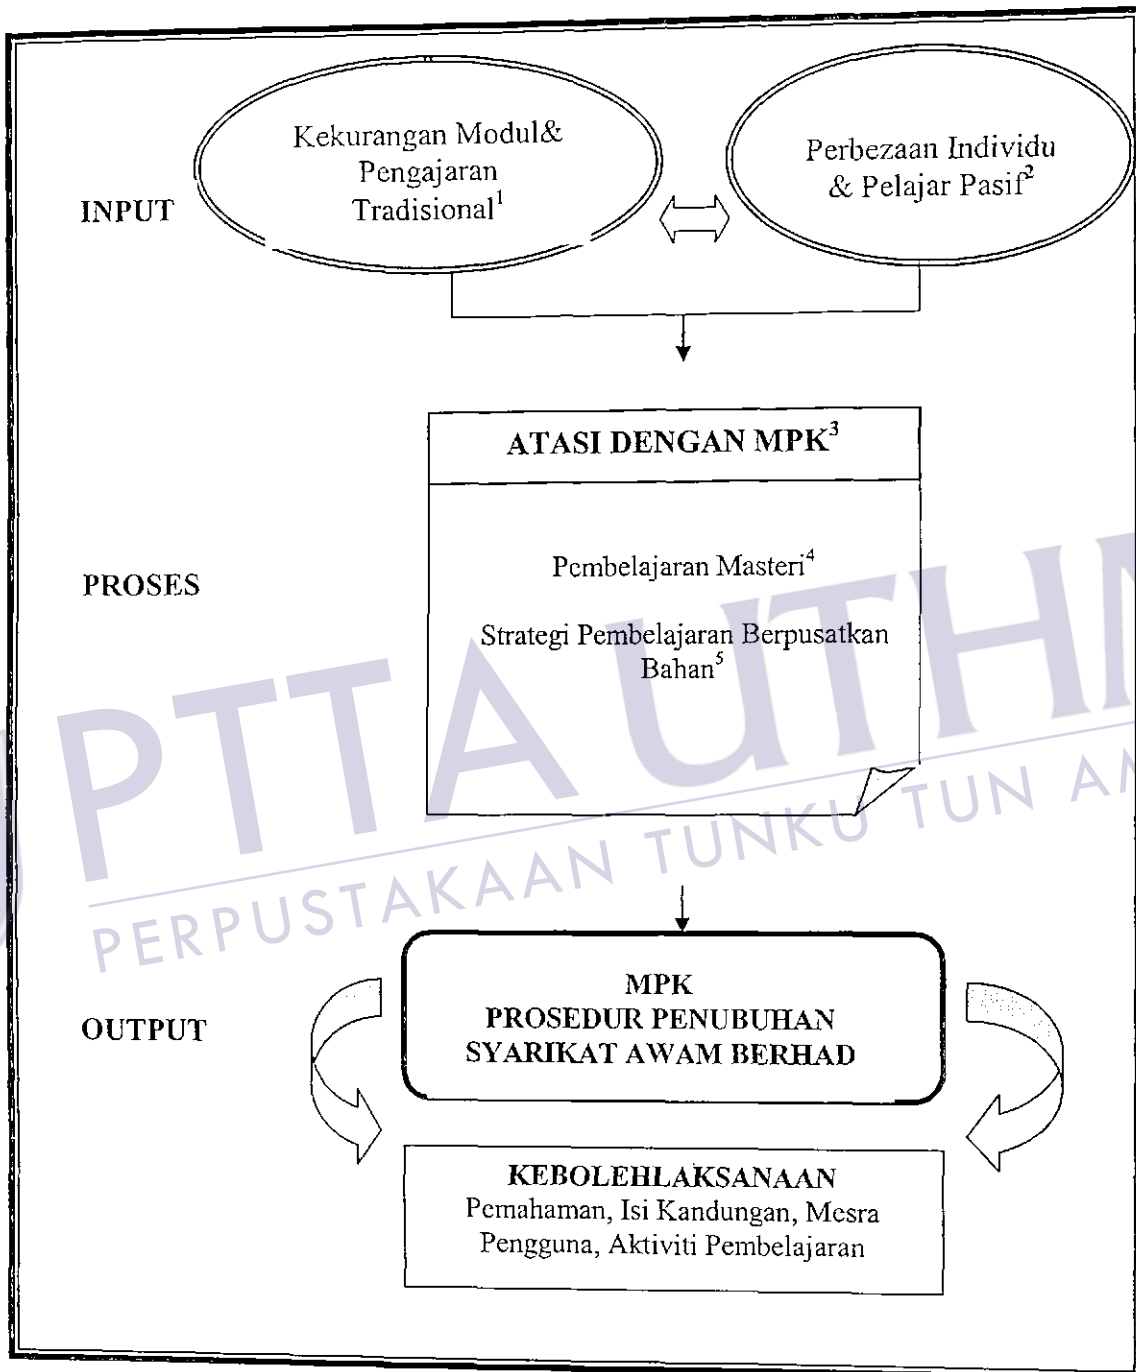 Kekurangan Modul&
Pengajaran
Tradisional¹
Perbezaan Individu
& Pelajar Pasif²
INPUT
ATASI DENGAN MPK³
PROSES
Pembelajaran Masteri⁴
Strategi Pembelajaran Berpusatkan
Bahan⁵
PTTA UTHM
PERPUSTAKAAN TUNKU TUN AM
OUTPUT
MPK
PROSEDUR PENUBUHAN
SYARIKAT AWAM BERHAD
KEBOLEHLAKSANAAN
Pemahaman, Isi Kandungan, Mesra
Pengguna, Aktiviti Pembelajaran